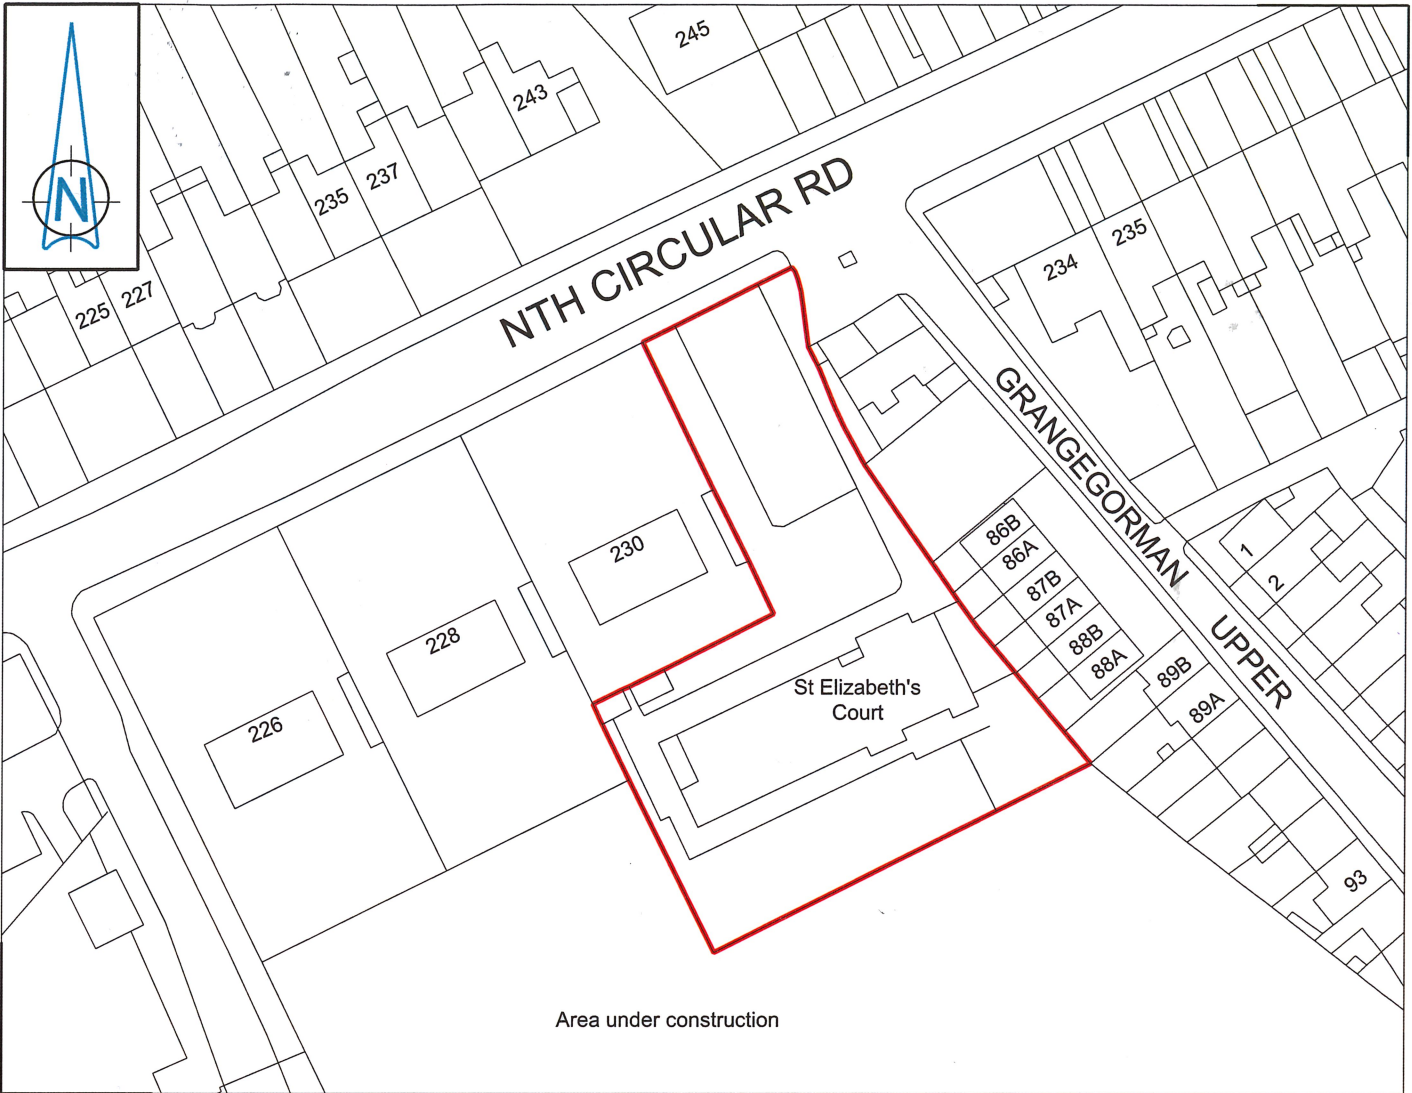 N
245
243
237
235
227
225
NTH CIRCULAR RD
235
234
GRANGEGORMAN UPPER
230
228
226
86B
86A
87B
87A
88B
88A
89B
89A
93
1
2
St Elizabeth's
Court
Area under construction